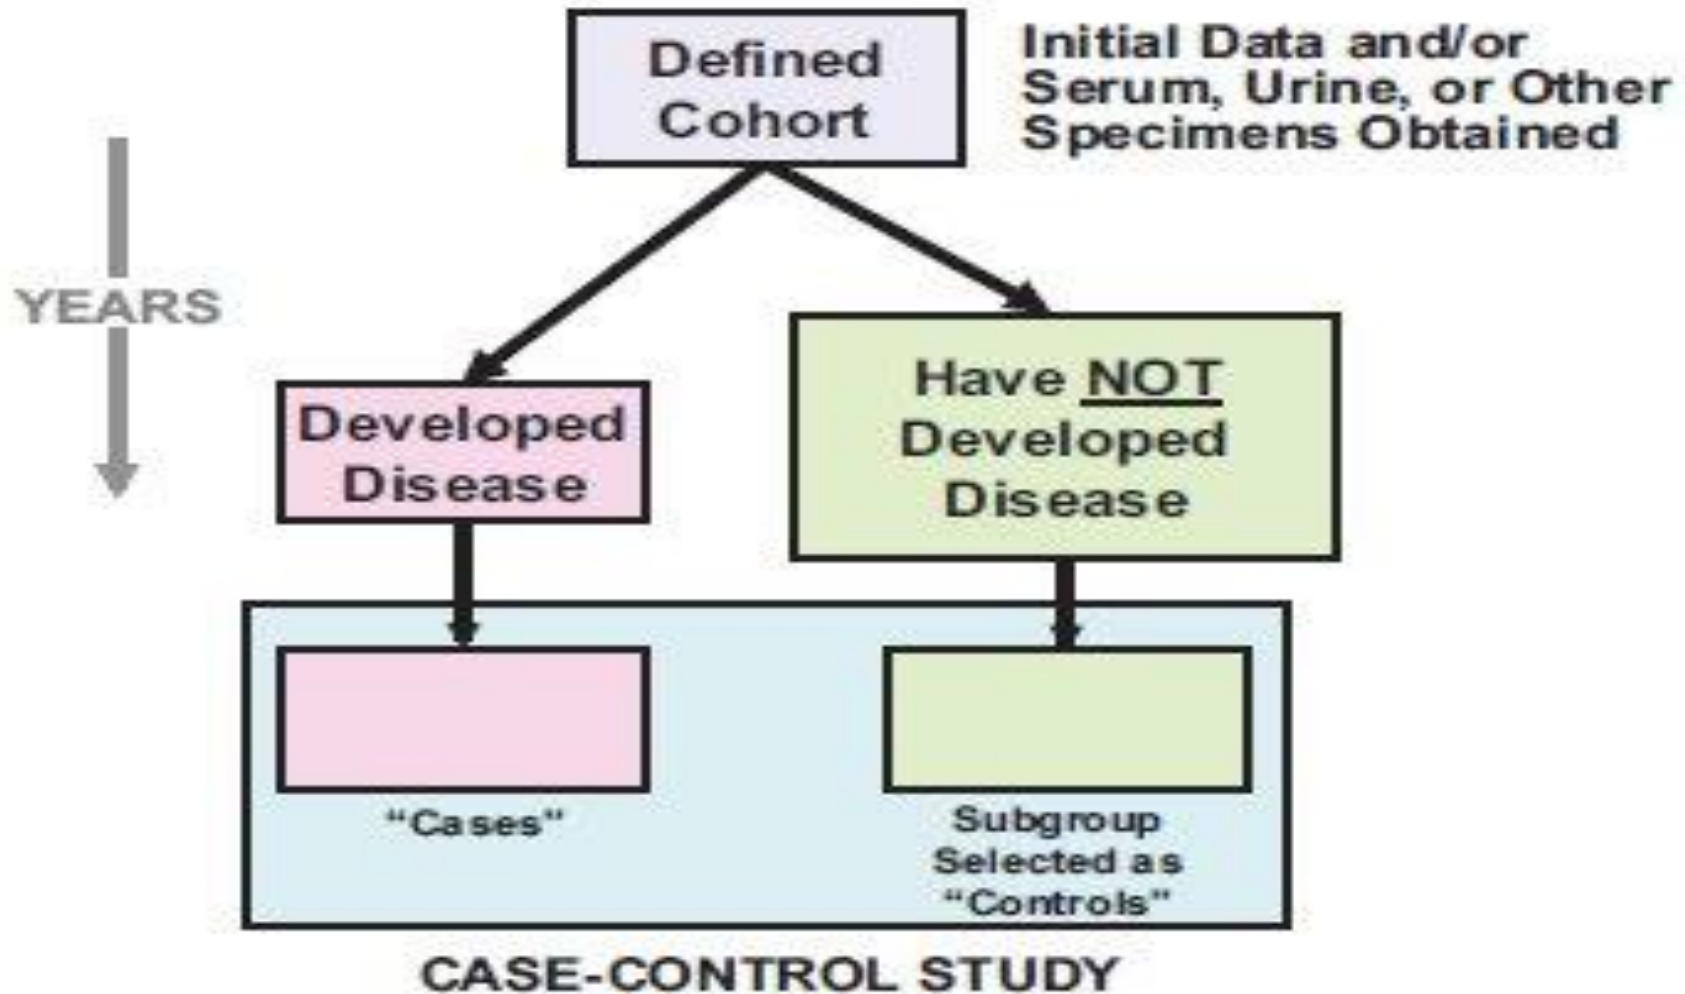 Defined
Cohort
Initial Data and/or
Serum, Urine, or Other
Specimens Obtained
YEARS
Developed
Disease
Have NOT
Developed
Disease
“Cases”
Subgroup
Selected as
“Controls”
CASE-CONTROL STUDY